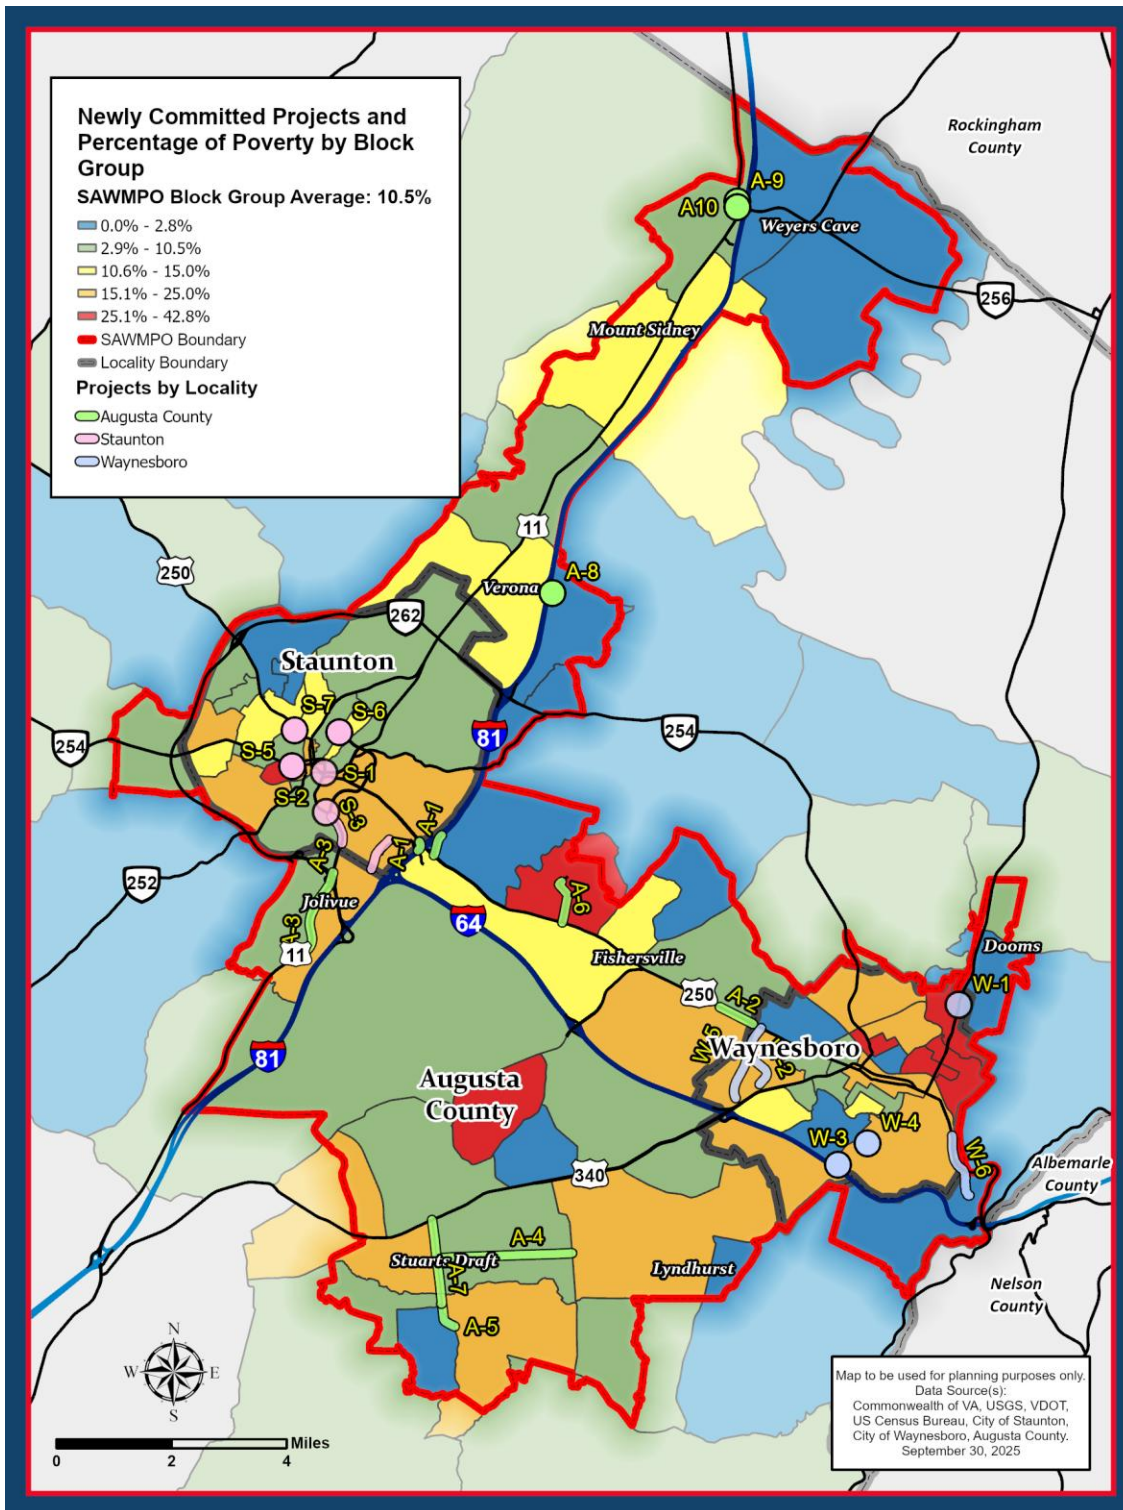 Newly Committed Projects and
Percentage of Poverty by Block
Group
SAWMPO Block Group Average: 10.5%
0.0% - 2.8%
2.9% - 10.5%
10.6% - 15.0%
15.1% - 25.0%
25.1% - 42.8%
SAWMPO Boundary
Locality Boundary
Projects by Locality
Augusta County
Staunton
Waynesboro
Rockingham
County
A-9
A10
Weyers Cave
256
Mount Sidney
11
250
A-8
Verona
262
Staunton
S-7
S-6
254
81
254
S-5
S-1
S-2
S-3
A-1
A-1
A-3
252
Jolivue
A-6
64
A-3
11
Fishersville
Dooms
250
A-2
W-1
W-5
Waynesboro
W-2
81
Augusta
County
W-3
W-4
W-6
Albemarle
County
340
A-4
Stuarts Draft
A-7
Lyndhurst
Nelson
County
A-5
N
W
E
S
Miles
0
2
4
Map to be used for planning purposes only.
Data Source(s):
Commonwealth of VA, USGS, VDOT,
US Census Bureau, City of Staunton,
City of Waynesboro, Augusta County.
September 30, 2025